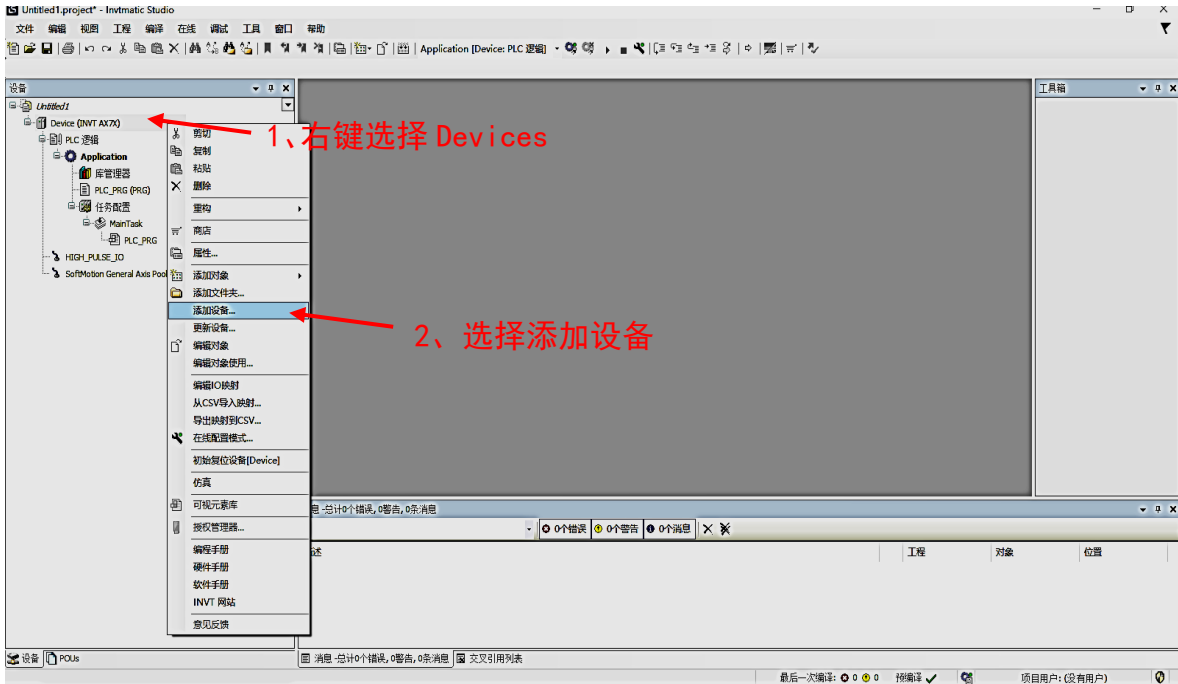 Untitled1.project* - Invtmatic Studio
文件 编辑 视图 工程 编译 在线 调试 工具 窗口 帮助
Application [Device: PLC 逻辑]
设备
工具箱
Untitled1
Device (INVT AX7X)
PLC 逻辑
Application
库管理器
PLC_PRG (PRG)
任务配置
MainTask
PLC_PRG
HIGH_PULSE_IO
SoftMotion General Axis Pool
剪切
复制
粘贴
删除
重构
商店
属性...
添加对象
添加文件夹...
添加设备...
更新设备...
编辑对象
编辑对象使用...
编辑IO映射
从CSV导入映射...
导出映射到CSV...
在线配置模式...
初始复位设备[Device]
仿真
可视元素库
授权管理器...
编程手册
硬件手册
软件手册
INVT 网站
意见反馈
1、右键选择 Devices
2、选择添加设备
息 -总计0个错误, 0警告, 0条消息
0个错误 0个警告 0个消息
述 工程 对象 位置
设备 POUs
消息 -总计0个错误, 0警告, 0条消息 交叉引用列表
最后一次编译: 0 0 预编译 项目用户: (没有用户)